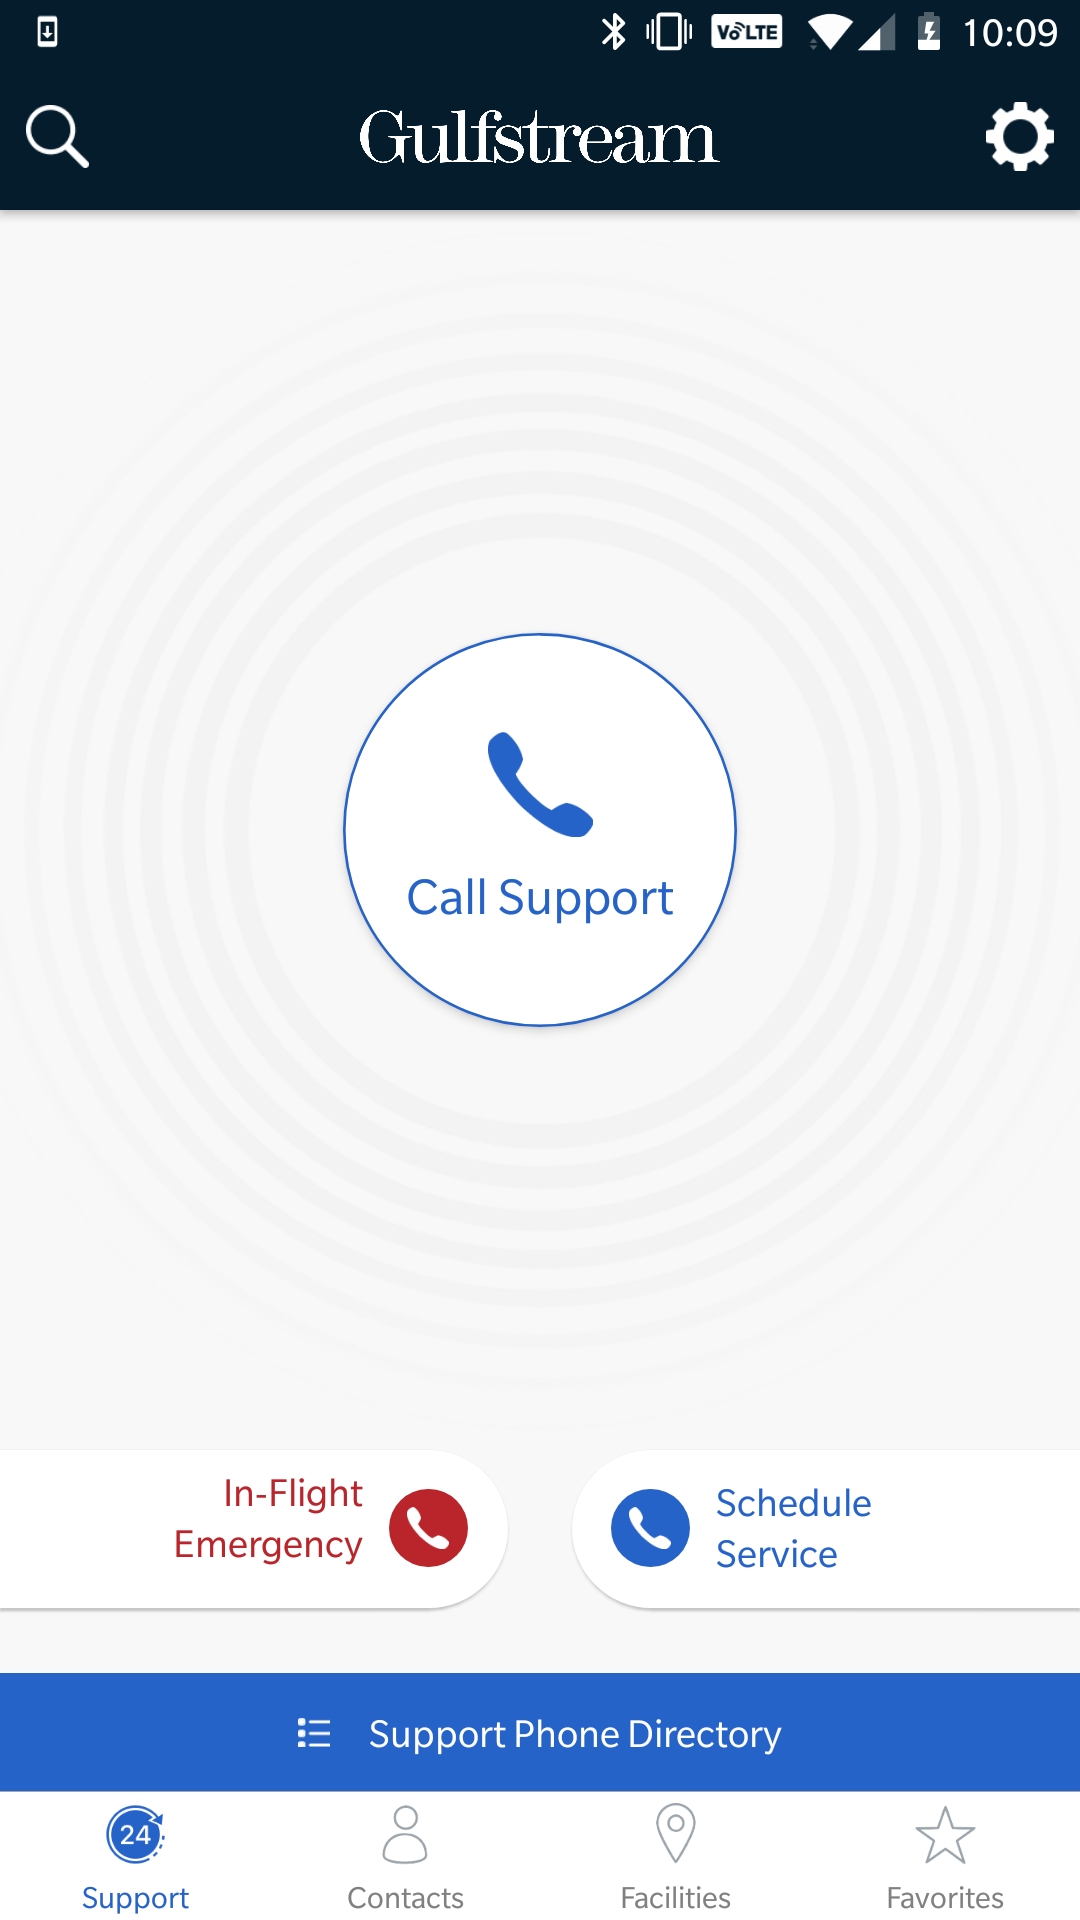 VoLTE 10:09
Gulfstream
Call Support
In-Flight
Emergency
Schedule
Service
Support Phone Directory
24
Support Contacts Facilities Favorites